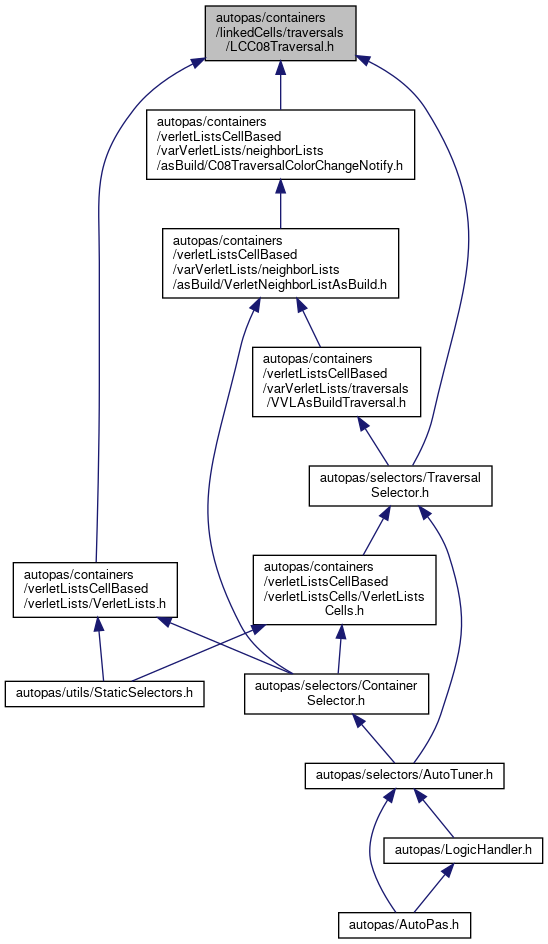 autopas/containers
/linkedCells/traversals
/LCC08Traversal.h
autopas/containers
/verletListsCellBased
/varVerletLists/neighborLists
/asBuild/C08TraversalColorChangeNotify.h
autopas/containers
/verletListsCellBased
/varVerletLists/neighborLists
/asBuild/VerletNeighborListAsBuild.h
autopas/containers
/verletListsCellBased
/varVerletLists/traversals
/VVLAsBuildTraversal.h
autopas/selectors/Traversal
Selector.h
autopas/containers
/verletListsCellBased
/verletListsCells/VerletLists
Cells.h
autopas/containers
/verletListsCellBased
/verletLists/VerletLists.h
autopas/utils/StaticSelectors.h
autopas/selectors/Container
Selector.h
autopas/selectors/AutoTuner.h
autopas/LogicHandler.h
autopas/AutoPas.h